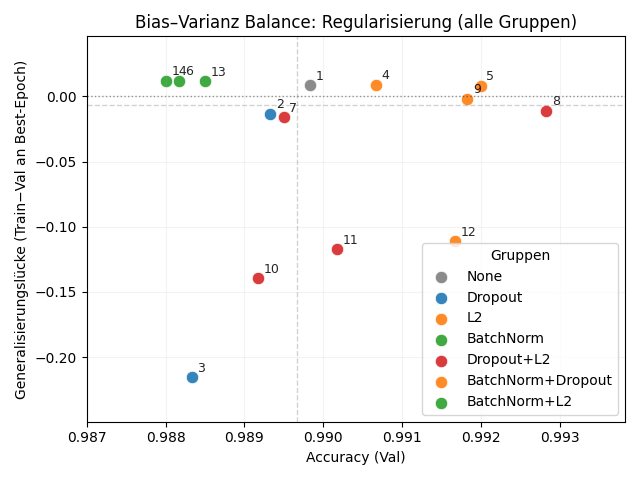 Bias–Varianz Balance: Regularisierung (alle Gruppen)
Generalisierungslücke (Train−Val an Best-Epoch)
0.00
−0.05
−0.10
−0.15
−0.20
14
6
13
1
4
5
9
8
2
7
11
12
10
3
Gruppen
None
Dropout
L2
BatchNorm
Dropout+L2
BatchNorm+Dropout
BatchNorm+L2
0.987 0.988 0.989 0.990 0.991 0.992 0.993
Accuracy (Val)